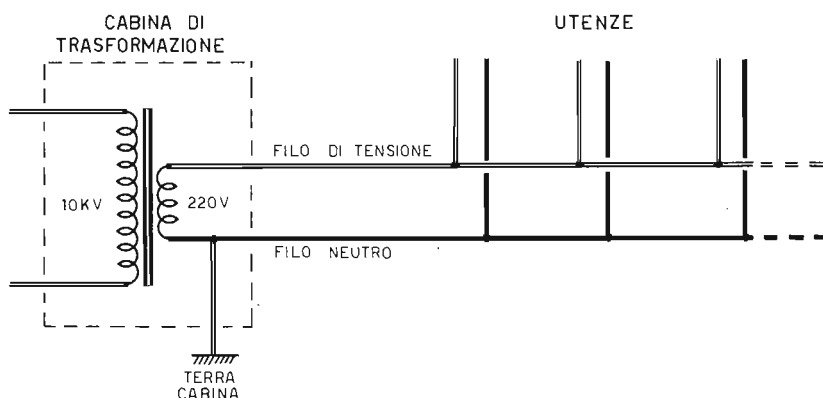 CABINA DI
TRASFORMAZIONE
UTENZE
FILO DI TENSIONE
10KV
220V
FILO NEUTRO
TERRA
CABINA